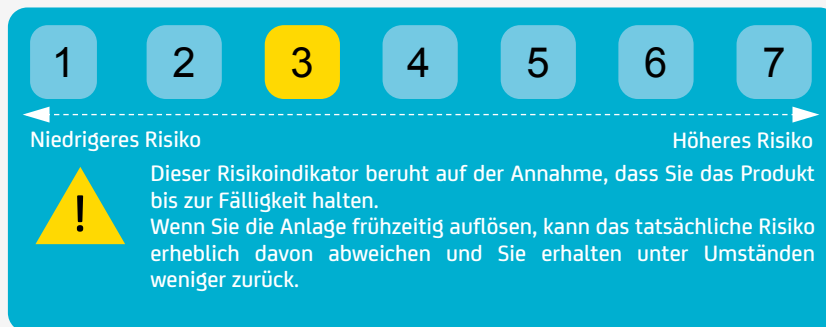 1 2 3 4 5 6 7
Niedrigeres Risiko Höheres Risiko
!
Dieser Risikoindikator beruht auf der Annahme, dass Sie das Produkt
bis zur Fälligkeit halten.
Wenn Sie die Anlage frühzeitig auflösen, kann das tatsächliche Risiko
erheblich davon abweichen und Sie erhalten unter Umständen
weniger zurück.